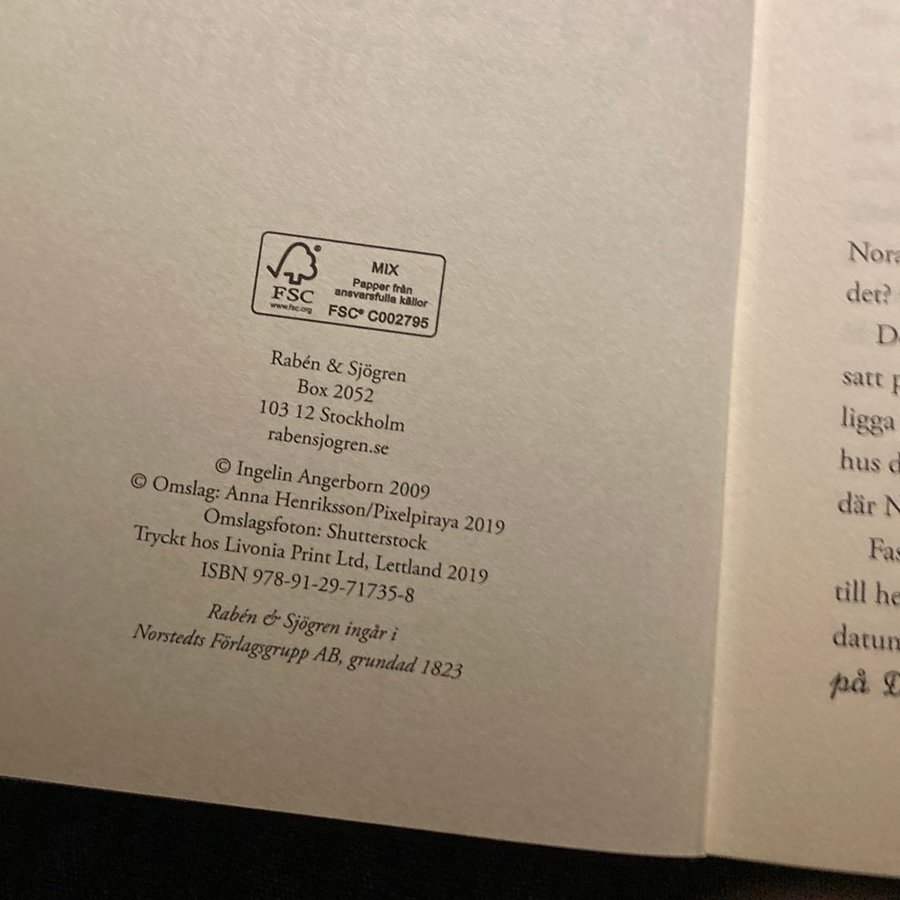 FSC
www.fsc.org
MIX
Papper från
ansvarsfulla källor
FSC® C002795
Rabén & Sjögren
Box 2052
103 12 Stockholm
rabensjogren.se
© Ingelin Angerborn 2009
© Omslag: Anna Henriksson/Pixelpiraya 2019
Omslagsfoton: Shutterstock
Tryckt hos Livonia Print Ltd, Lettland 2019
ISBN 978-91-29-71735-8
Rabén & Sjögren ingår i
Norstedts Förlagsgrupp AB, grundad 1823
Nora
det?
satt
ligga
hus
där N
till
på